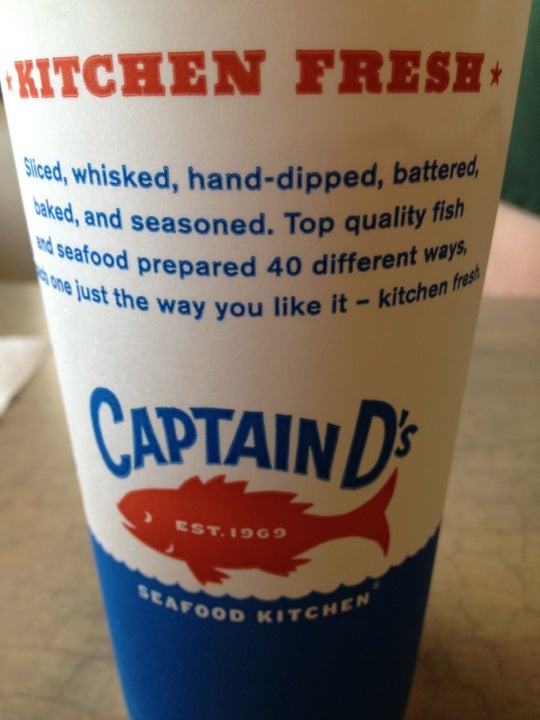 KITCHEN FRESH
Sliced, whisked, hand-dipped, battered,
baked, and seasoned. Top quality fish
and seafood prepared 40 different ways,
each one just the way you like it – kitchen fresh.
CAPTAIN D's
EST. 1969
SEAFOOD KITCHEN